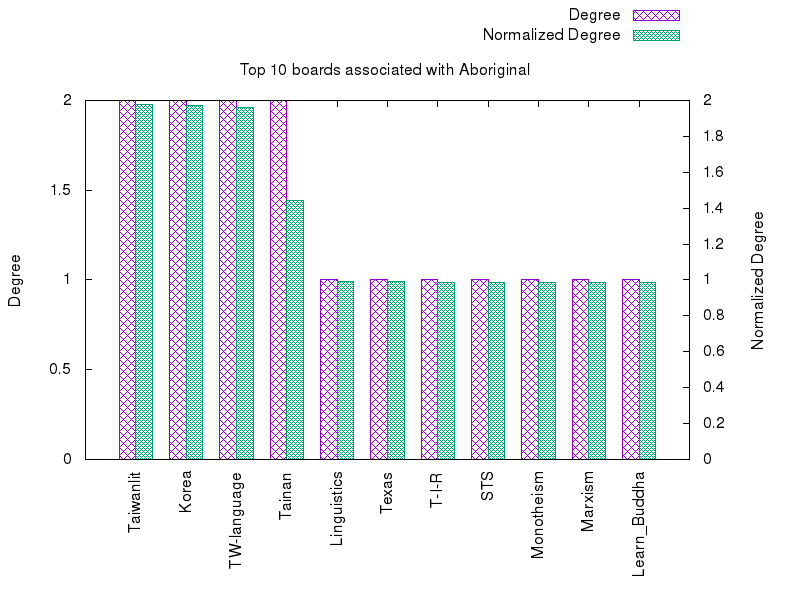 Degree
Normalized Degree
Top 10 boards associated with Aboriginal
2
1.5
1
0.5
0
Degree
2
1.8
1.6
1.4
1.2
1
0.8
0.6
0.4
0.2
0
Normalized Degree
Taiwanlit
Korea
TW-language
Tainan
Linguistics
Texas
T-I-R
STS
Monotheism
Marxism
Learn_Buddha